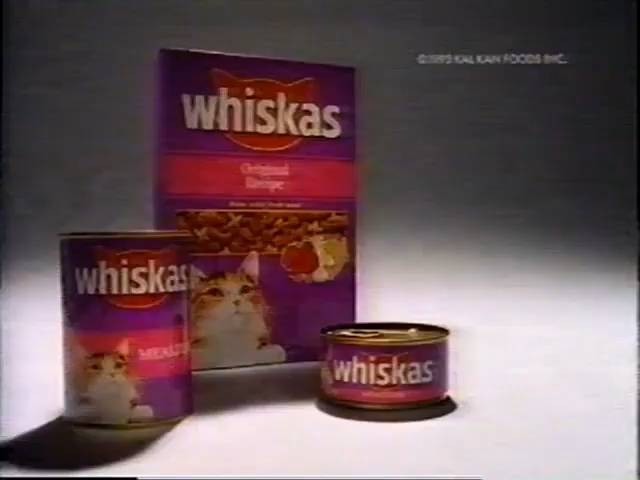 ©1993 KAL KAN FOODS INC.
whiskas
Original
Recipe
whiskas
whiskas